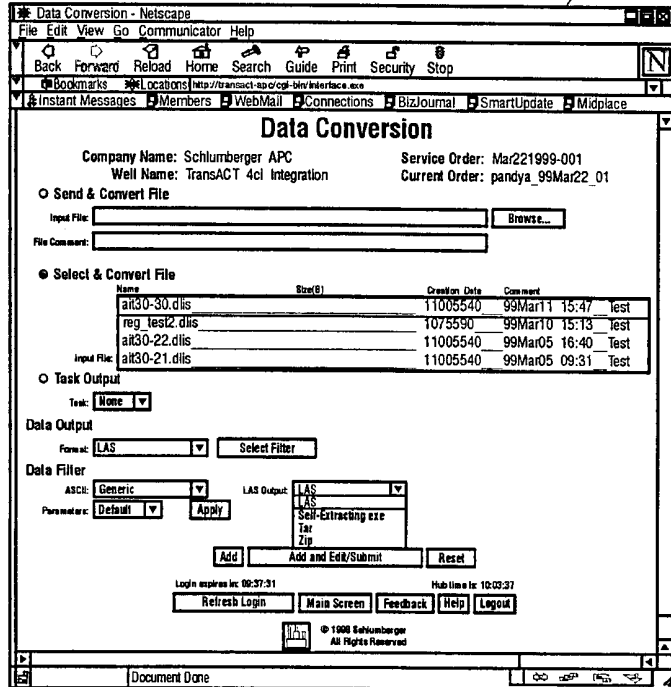 Data Conversion - Netscape
File Edit View Go Communicator Help
Back Forward Reload Home Search Guide Print Security Stop
N
Bookmarks Locations http://transact-apc/cgi-bin/interface.exe
Instant Messages Members WebMail Connections BizJournal SmartUpdate Midplace
Data Conversion
Company Name: Schlumberger APC Service Order: Mar221999-001
Well Name: TransACT 4cl Integration Current Order: pandya_99Mar22_01
Send & Convert File
Input File: Browse...
File Comment:
Select & Convert File
Name Size(B) Creation Date Comment
ait30-30.dlis 11005540 99Mar11 15:47 Test
reg_test2.dlis 1075590 99Mar10 15:13 Test
ait30-22.dlis 11005540 99Mar05 16:40 Test
Input File: ait30-21.dlis 11005540 99Mar05 09:31 Test
Task Output
Task: None
Data Output
Format: LAS Select Filter
Data Filter
ASCII: Generic LAS Output: LAS
Parameters: Default Apply LAS
Self-Extracting exe
Tar
Zip
Add Add and Edit/Submit Reset
Login expires in: 09:37:31 Hub time is: 10:03:37
Refresh Login Main Screen Feedback Help Logout
© 1998 Schlumberger
All Rights Reserved
Document Done